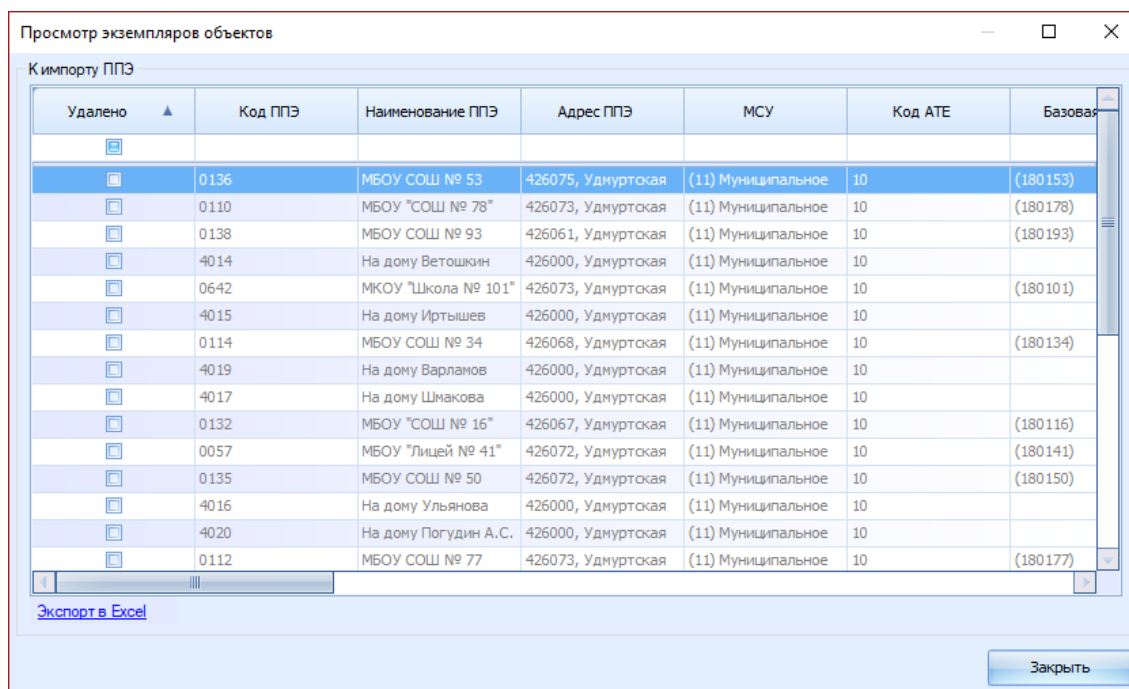 Просмотр экземпляров объектов
К импорту ППЭ
Удалено Код ППЭ Наименование ППЭ Адрес ППЭ МСУ Код АТЕ Базовая
0136 МБОУ СОШ № 53 426075, Удмуртская (11) Муниципальное 10 (180153)
0110 МБОУ "СОШ № 78" 426073, Удмуртская (11) Муниципальное 10 (180178)
0138 МБОУ СОШ № 93 426061, Удмуртская (11) Муниципальное 10 (180193)
4014 На дому Ветошкин 426000, Удмуртская (11) Муниципальное 10
0642 МКОУ "Школа № 101" 426073, Удмуртская (11) Муниципальное 10 (180101)
4015 На дому Иртышев 426000, Удмуртская (11) Муниципальное 10
0114 МБОУ СОШ № 34 426068, Удмуртская (11) Муниципальное 10 (180134)
4019 На дому Варламов 426000, Удмуртская (11) Муниципальное 10
4017 На дому Шмакова 426000, Удмуртская (11) Муниципальное 10
0132 МБОУ "СОШ № 16" 426067, Удмуртская (11) Муниципальное 10 (180116)
0057 МБОУ "Лицей № 41" 426072, Удмуртская (11) Муниципальное 10 (180141)
0135 МБОУ СОШ № 50 426072, Удмуртская (11) Муниципальное 10 (180150)
4016 На дому Ульянова 426000, Удмуртская (11) Муниципальное 10
4020 На дому Погудин А.С. 426000, Удмуртская (11) Муниципальное 10
0112 МБОУ СОШ № 77 426073, Удмуртская (11) Муниципальное 10 (180177)
Экспорт в Excel
Закрыть